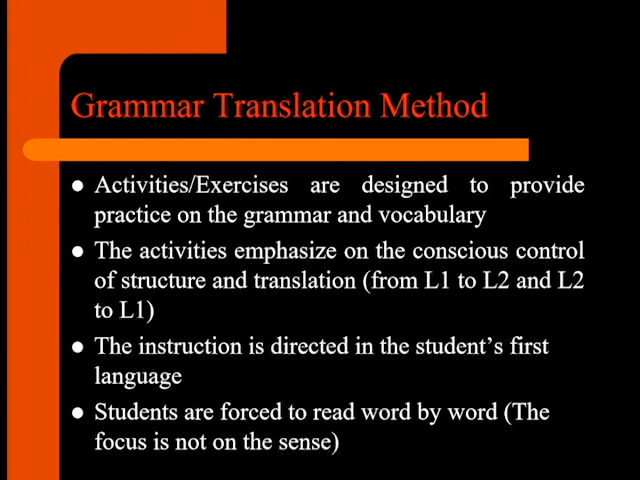 Grammar Translation Method
Activities/Exercises are designed to provide
practice on the grammar and vocabulary
The activities emphasize on the conscious control
of structure and translation (from L1 to L2 and L2
to L1)
The instruction is directed in the student's first
language
Students are forced to read word by word (The
focus is not on the sense)